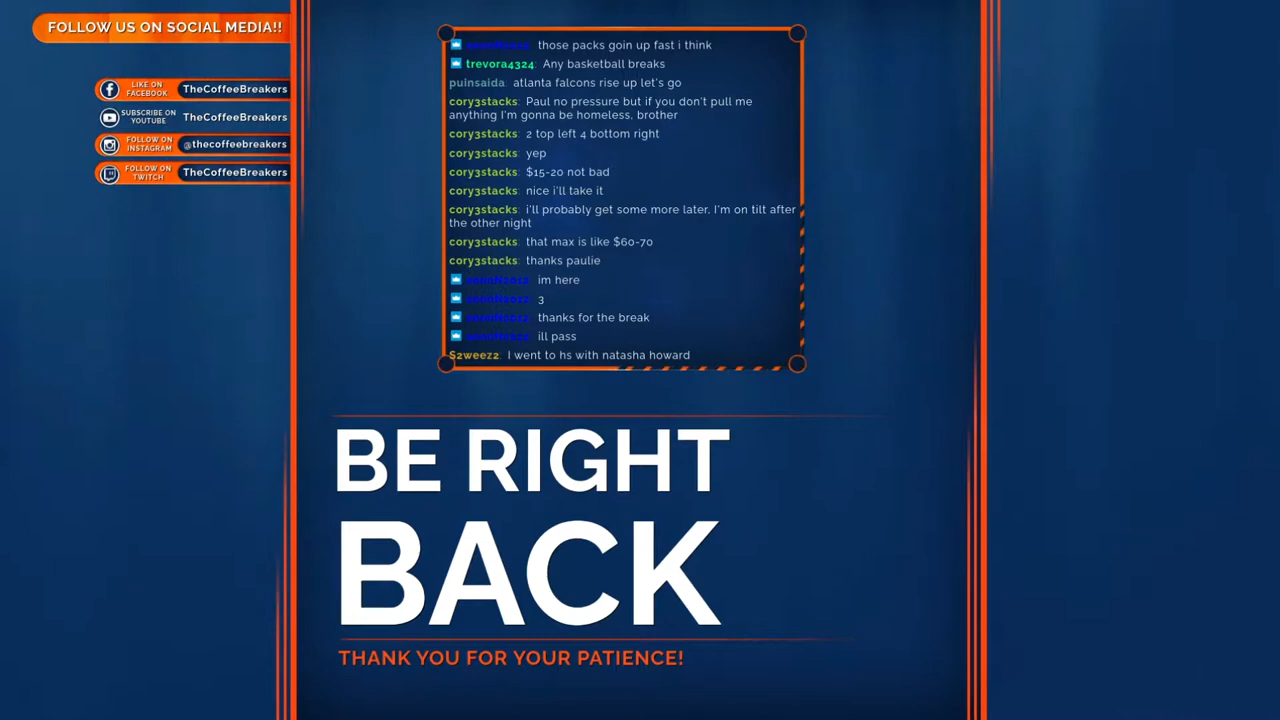 FOLLOW US ON SOCIAL MEDIA!!
LIKE ON
FACEBOOK
TheCoffeeBreakers
SUBSCRIBE ON
YOUTUBE
TheCoffeeBreakers
FOLLOW ON
INSTAGRAM
@thecoffeebreakers
FOLLOW ON
TWITCH
TheCoffeeBreakers
those packs goin up fast i think
trevora4324: Any basketball breaks
puinsaida: atlanta falcons rise up let's go
cory3stacks: Paul no pressure but if you don't pull me
anything I'm gonna be homeless, brother
cory3stacks: 2 top left 4 bottom right
cory3stacks: yep
cory3stacks: $15-20 not bad
cory3stacks: nice i'll take it
cory3stacks: i'll probably get some more later, I'm on tilt after
the other night
cory3stacks: that max is like $60-70
cory3stacks: thanks paulie
im here
3
thanks for the break
ill pass
S2weez2: I went to hs with natasha howard
BE RIGHT
BACK
THANK YOU FOR YOUR PATIENCE!